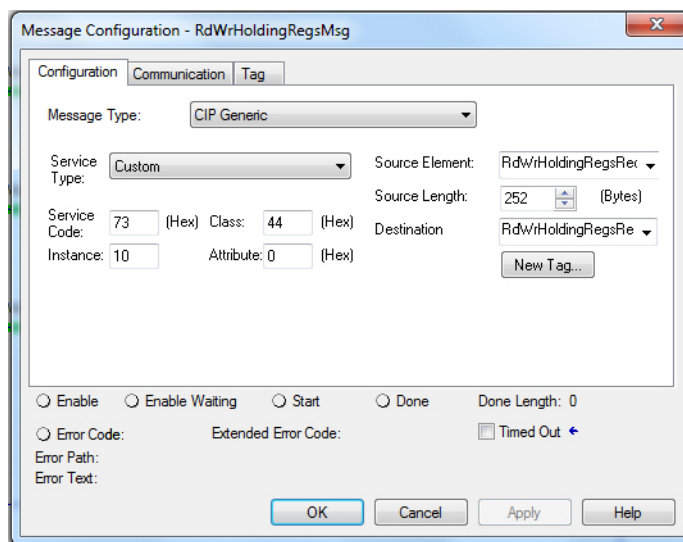 Message Configuration - RdWrHoldingRegsMsg
Configuration Communication Tag
Message Type: CIP Generic
Service Type: Custom
Source Element: RdWrHoldingRegsRec
Source Length: 252 (Bytes)
Service Code: 73 (Hex) Class: 44 (Hex)
Destination RdWrHoldingRegsRe
Instance: 10 Attribute: 0 (Hex)
New Tag...
Enable Enable Waiting Start Done Done Length: 0
Error Code: Extended Error Code: Timed Out
Error Path:
Error Text:
OK Cancel Apply Help